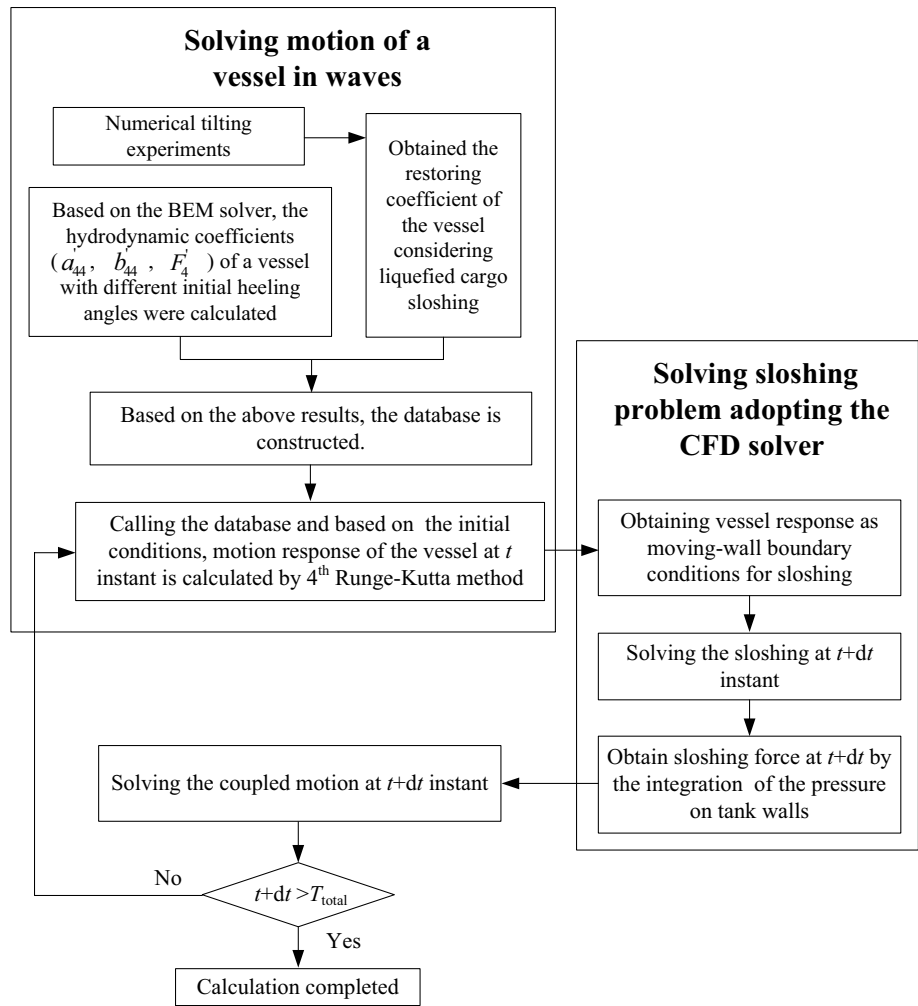 Solving motion of a
vessel in waves
Numerical tilting
experiments
Obtained the
restoring
coefficient of
the vessel
considering
liquefied cargo
sloshing
Based on the BEM solver, the
hydrodynamic coefficients
( a'44, b'44 , F'4 ) of a vessel
with different initial heeling
angles were calculated
Based on the above results, the database is
constructed.
Calling the database and based on the initial
conditions, motion response of the vessel at t
instant is calculated by 4th Runge-Kutta method
Solving sloshing
problem adopting the
CFD solver
Obtaining vessel response as
moving-wall boundary
conditions for sloshing
Solving the sloshing at t+dt
instant
Obtain sloshing force at t+dt by
the integration of the pressure
on tank walls
Solving the coupled motion at t+dt instant
No
t+dt >Ttotal
Yes
Calculation completed